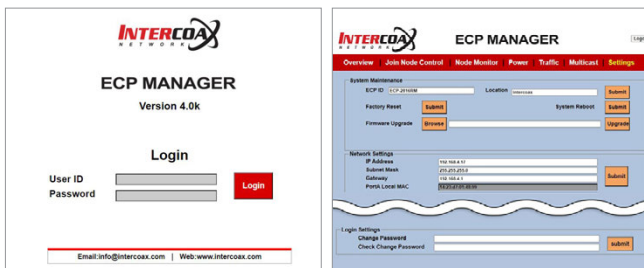 INTERCOAX
NETWORK
ECP MANAGER
Version 4.0k
Login
User ID
Password
Login
Email:info@intercoax.com | Web:www.intercoax.com
INTERCOAX
NETWORK
ECP MANAGER
Overview Join Node Control Node Monitor Power Traffic Multicast Settings
System Maintenance
ECP ID Location Intercoax Submit
Factory Reset Submit System Reboot Submit
Firmware Upgrade Browse Upgrade
Network Settings
IP Address
Subnet Mask 255.255.255.0
Gateway
PortA Local MAC
Submit
Login Settings
Change Password
Check Change Password
submit